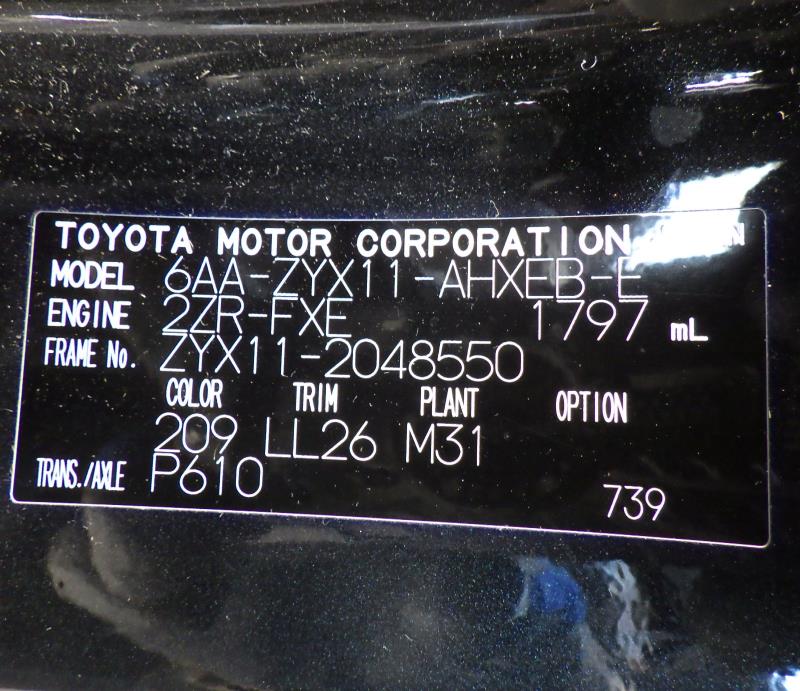 TOYOTA MOTOR CORPORATION
MODEL 6AA-ZYX11-AHXEB-E
ENGINE 2ZR-FXE 1797 mL
FRAME No. ZYX11-2048550
COLOR TRIM PLANT OPTION
209 LL26 M31
TRANS./AXLE P610
739